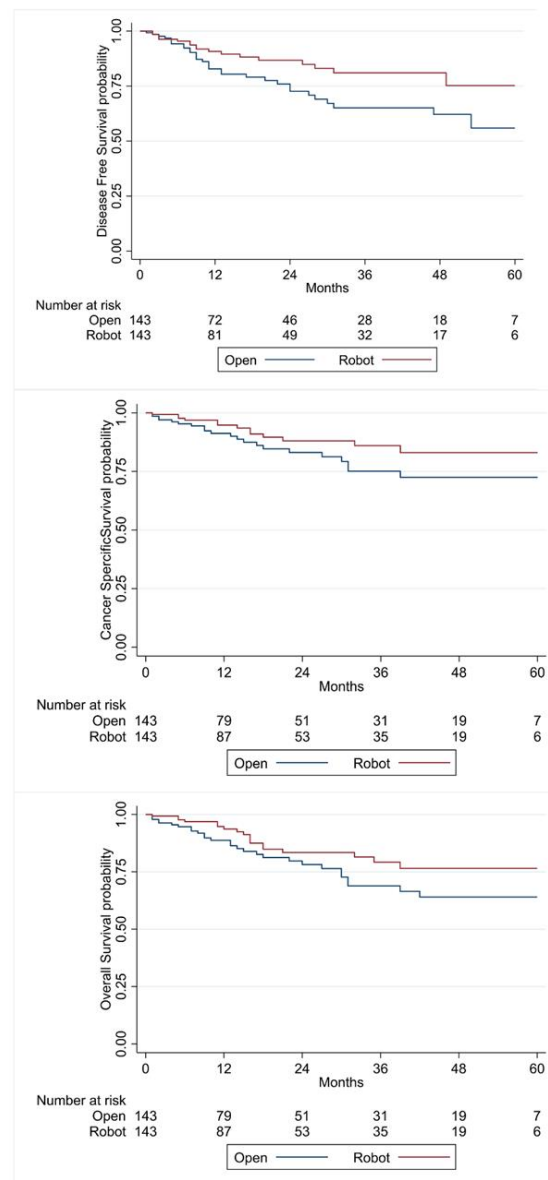 Disease Free Survival probability
1.00
0.75
0.50
0.25
0.00
0 12 24 36 48 60
Months
Number at risk
Open 143 72 46 28 18 7
Robot 143 81 49 32 17 6
Open Robot
Cancer SpercificSurvival probability
1.00
0.75
0.50
0.25
0.00
0 12 24 36 48 60
Months
Number at risk
Open 143 79 51 31 19 7
Robot 143 87 53 35 19 6
Open Robot
Overall Survival probability
1.00
0.75
0.50
0.25
0.00
0 12 24 36 48 60
Months
Number at risk
Open 143 79 51 31 19 7
Robot 143 87 53 35 19 6
Open Robot